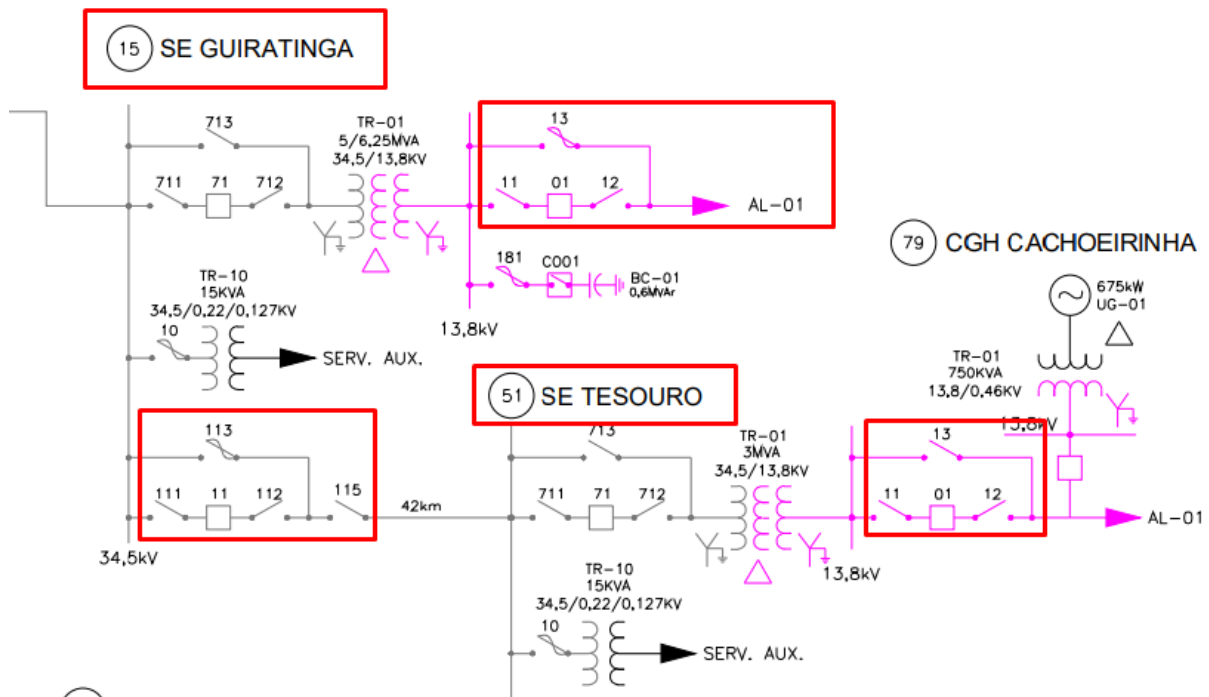 15 SE GUIRATINGA
713
TR-01
5/6,25MVA
34,5/13,8KV
711 71 712
13
11 01 12
AL-01
181 C001
BC-01
0,6MVAr
13,8kV
79 CGH CACHOEIRINHA
675kW
UG-01
TR-01
750KVA
13,8/0,46KV
13,8kV
TR-10
15KVA
34,5/0,22/0,127KV
10
SERV. AUX.
51 SE TESOURO
113
111 11 112 115
42km
34,5kV
713
711 71 712
TR-01
3MVA
34,5/13,8KV
13
11 01 12
AL-01
13,8kV
TR-10
15KVA
34,5/0,22/0,127KV
10
SERV. AUX.